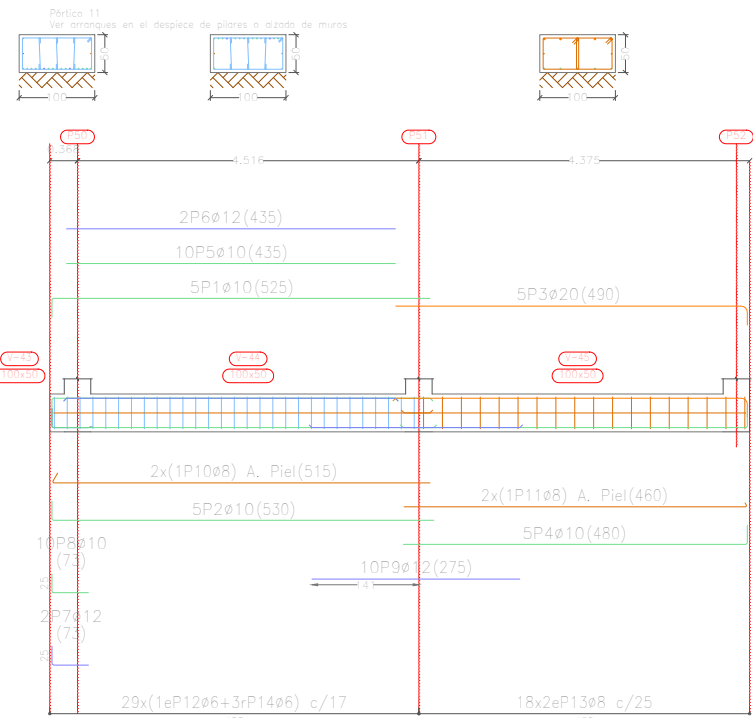 Pórtico 11
Ver arranques en el despiece de pilares o alzado de muros
50
50
50
100
100
100
P50
P51
P52
4.516
4.375
2P6ø12(435)
10P5ø10(435)
5P1ø10(525)
5P3ø20(490)
V-43
V-44
V-45
100x50
100x50
100x50
2x(1P10ø8) A. Piel(515)
2x(1P11ø8) A. Piel(460)
5P2ø10(530)
5P4ø10(480)
10P8ø10
(73)
25
10P9ø12(275)
141
2P7ø12
(73)
25
29x(1eP12ø6+3rP14ø6) c/17
18x2eP13ø8 c/25